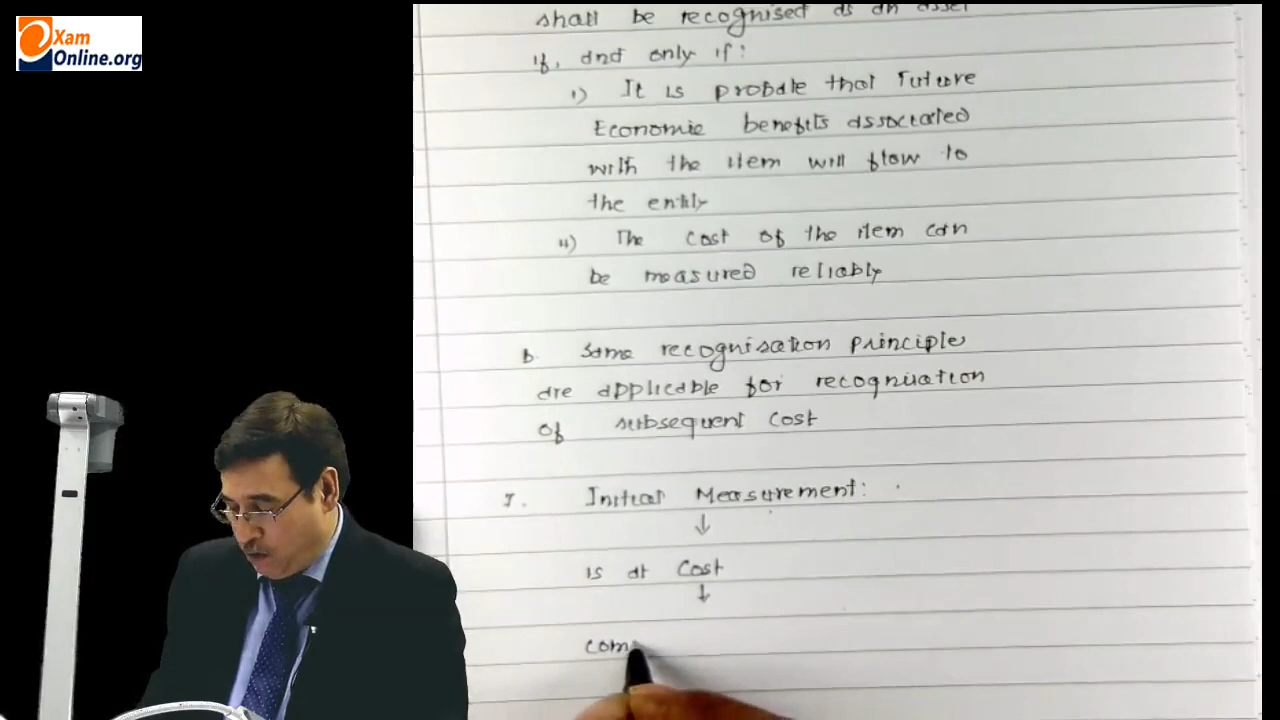 Xam
Online.org
shall be recognised as an asset
if, and only if:
i) It is probale that Future
Economic benefits associated
with the item will flow to
the entity
ii) The cost of the item can
be measured reliably
b. Same recognisation principle
are applicable for recognisation
of subsequent cost
I. Initial Measurement:
↓
is at cost
↓
com